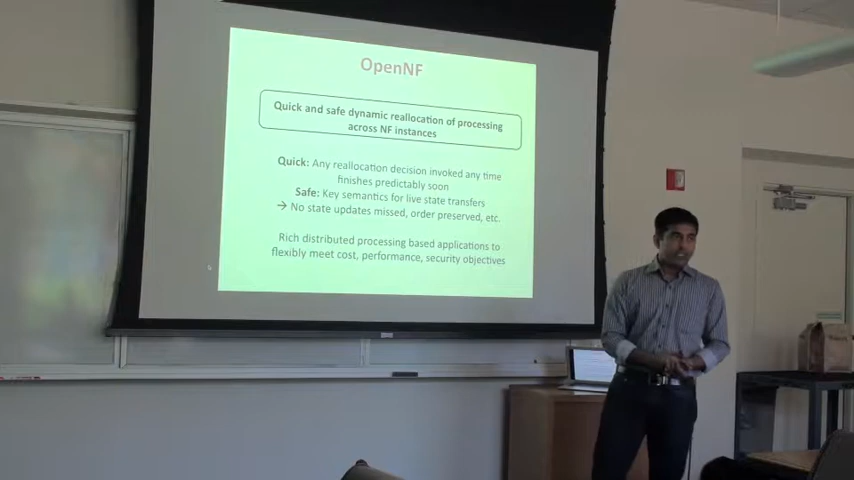 OpenNF
Quick and safe dynamic reallocation of processing
across NF instances
Quick: Any reallocation decision invoked any time
finishes predictably soon
Safe: Key semantics for live state transfers
→ No state updates missed, order preserved, etc.
Rich distributed processing based applications to
flexibly meet cost, performance, security objectives